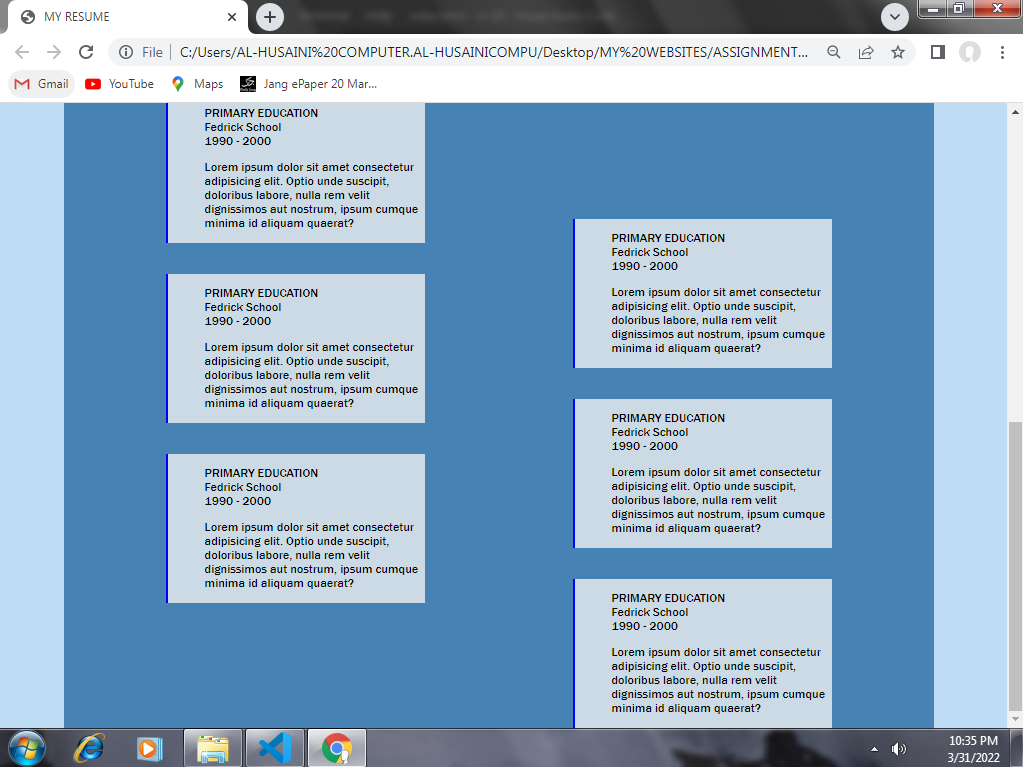 MY RESUME
File
C:/Users/AL-HUSAINI%20COMPUTER.AL-HUSAINICOMPU/Desktop/MY%20WEBSITES/ASSIGNMENT...
Gmail
YouTube
Maps
Jang ePaper 20 Mar...
PRIMARY EDUCATION
Fedrick School
1990 - 2000
Lorem ipsum dolor sit amet consectetur
adipisicing elit. Optio unde suscipit,
doloribus labore, nulla rem velit
dignissimos aut nostrum, ipsum cumque
minima id aliquam quaerat?
PRIMARY EDUCATION
Fedrick School
1990 - 2000
Lorem ipsum dolor sit amet consectetur
adipisicing elit. Optio unde suscipit,
doloribus labore, nulla rem velit
dignissimos aut nostrum, ipsum cumque
minima id aliquam quaerat?
PRIMARY EDUCATION
Fedrick School
1990 - 2000
Lorem ipsum dolor sit amet consectetur
adipisicing elit. Optio unde suscipit,
doloribus labore, nulla rem velit
dignissimos aut nostrum, ipsum cumque
minima id aliquam quaerat?
PRIMARY EDUCATION
Fedrick School
1990 - 2000
Lorem ipsum dolor sit amet consectetur
adipisicing elit. Optio unde suscipit,
doloribus labore, nulla rem velit
dignissimos aut nostrum, ipsum cumque
minima id aliquam quaerat?
PRIMARY EDUCATION
Fedrick School
1990 - 2000
Lorem ipsum dolor sit amet consectetur
adipisicing elit. Optio unde suscipit,
doloribus labore, nulla rem velit
dignissimos aut nostrum, ipsum cumque
minima id aliquam quaerat?
PRIMARY EDUCATION
Fedrick School
1990 - 2000
Lorem ipsum dolor sit amet consectetur
adipisicing elit. Optio unde suscipit,
doloribus labore, nulla rem velit
dignissimos aut nostrum, ipsum cumque
minima id aliquam quaerat?
10:35 PM
3/31/2022